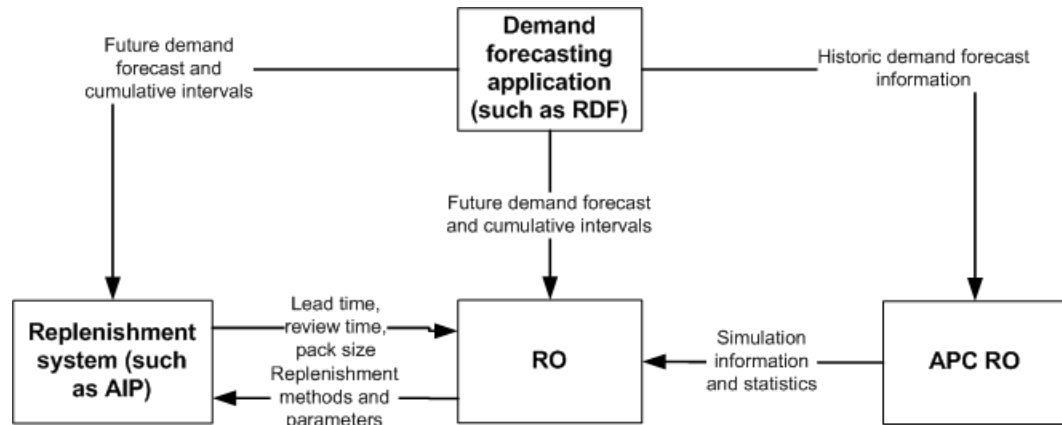 Future demand
forecast and
cumulative intervals
Demand
forecasting
application
(such as RDF)
Historic demand forecast
information
Future demand forecast
and cumulative intervals
Replenishment
system (such
as AIP)
Lead time,
review time,
pack size
Replenishment
methods and
parameters
RO
Simulation
information
and statistics
APC RO